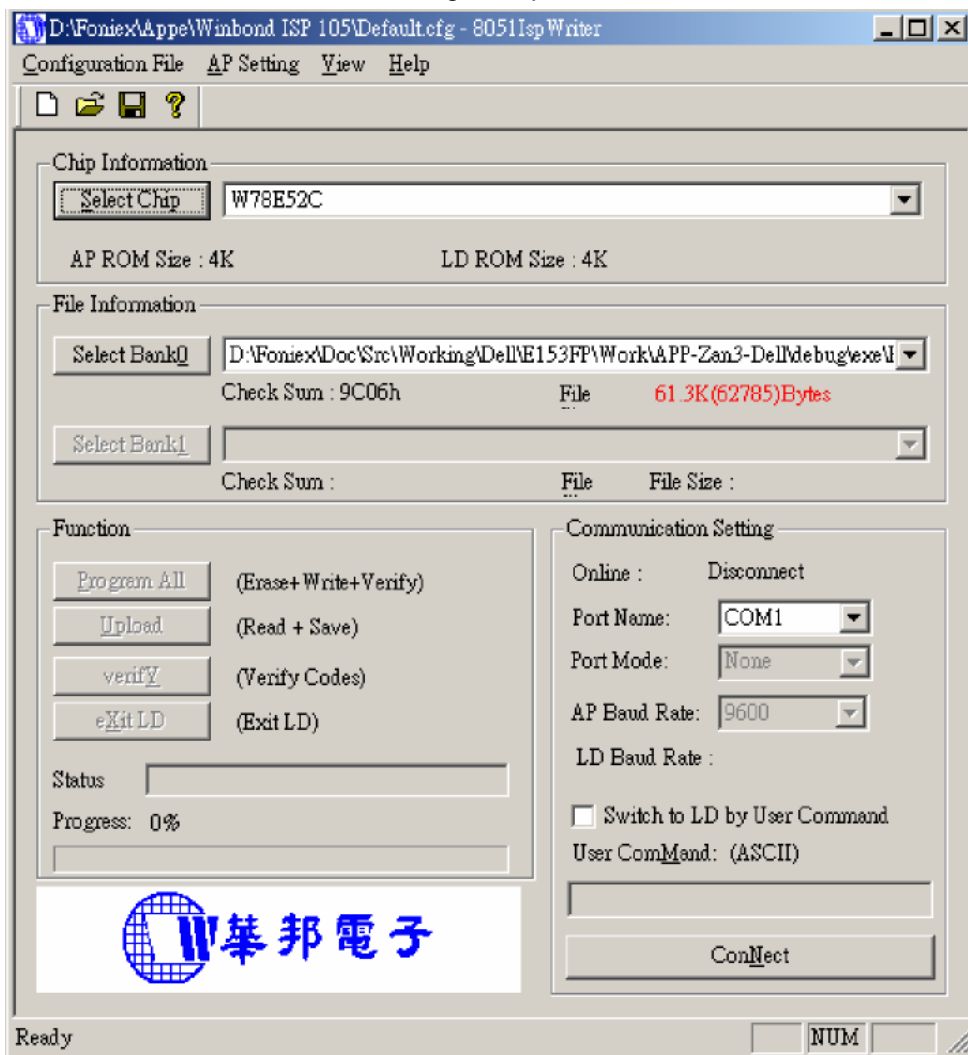 D:\Foniex\Appe\Winbond ISP 105\Default.cfg - 8051IspWriter
Configuration File AP Setting View Help
Chip Information
Select Chip W78E52C
AP ROM Size : 4K LD ROM Size : 4K
File Information
Select Bank0 D:\Foniex\Doc\Src\Working\Dell\E153FP\Work\APP-Zan3-Dell\debug\exe\
Check Sum : 9C06h File 61.3K(62785)Bytes
Select Bank1
Check Sum : File File Size :
Function
Program All (Erase+Write+Verify)
Upload (Read + Save)
verifY (Verify Codes)
eXit LD (Exit LD)
Status
Progress: 0%
Communication Setting
Online : Disconnect
Port Name: COM1
Port Mode: None
AP Baud Rate: 9600
LD Baud Rate :
Switch to LD by User Command
User ComMand: (ASCII)
ConNect
華邦電子
Ready NUM